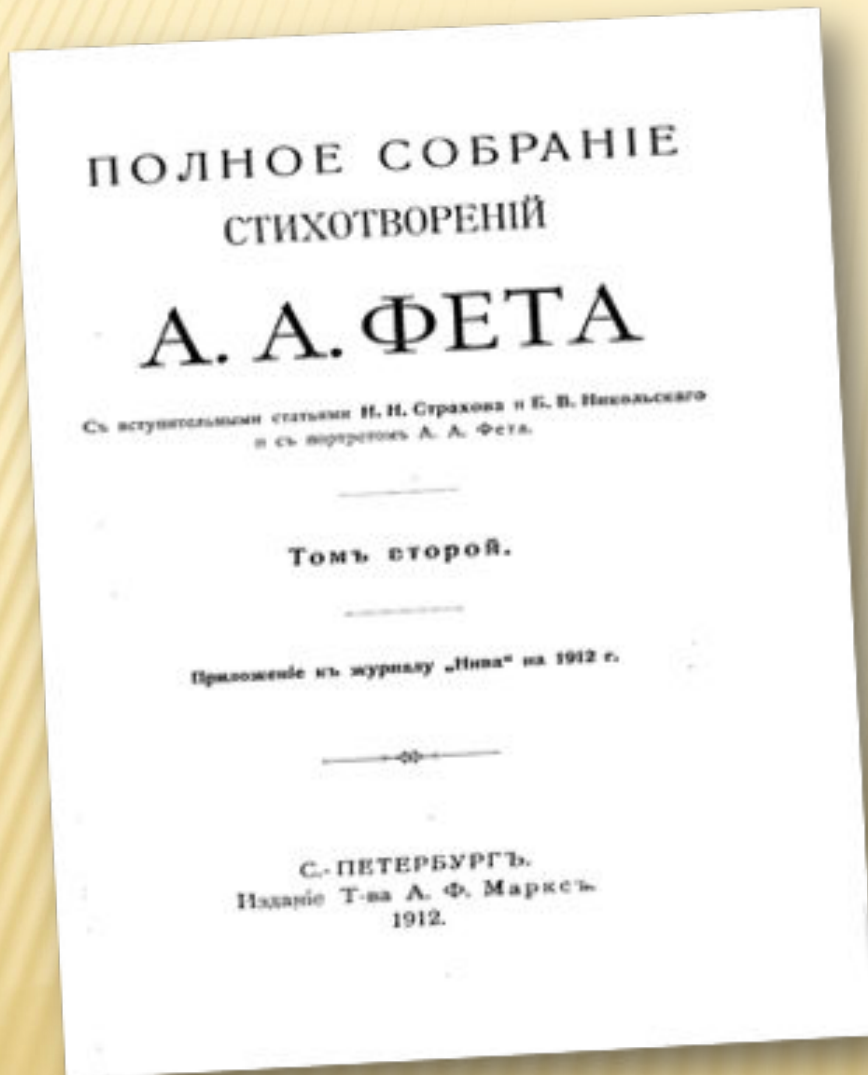 ПОЛНОЕ СОБРАНІЕ
СТИХОТВОРЕНІЙ
А. А. ФЕТА
Съ вступительными статьями Н. Н. Страхова и Б. В. Никольскаго
и съ портретомъ А. А. Фета.
Томъ второй.
Приложеніе къ журналу „Нива“ на 1912 г.
С.-ПЕТЕРБУРГЪ.
Изданіе Т-ва А. Ф. Марксъ.
1912.